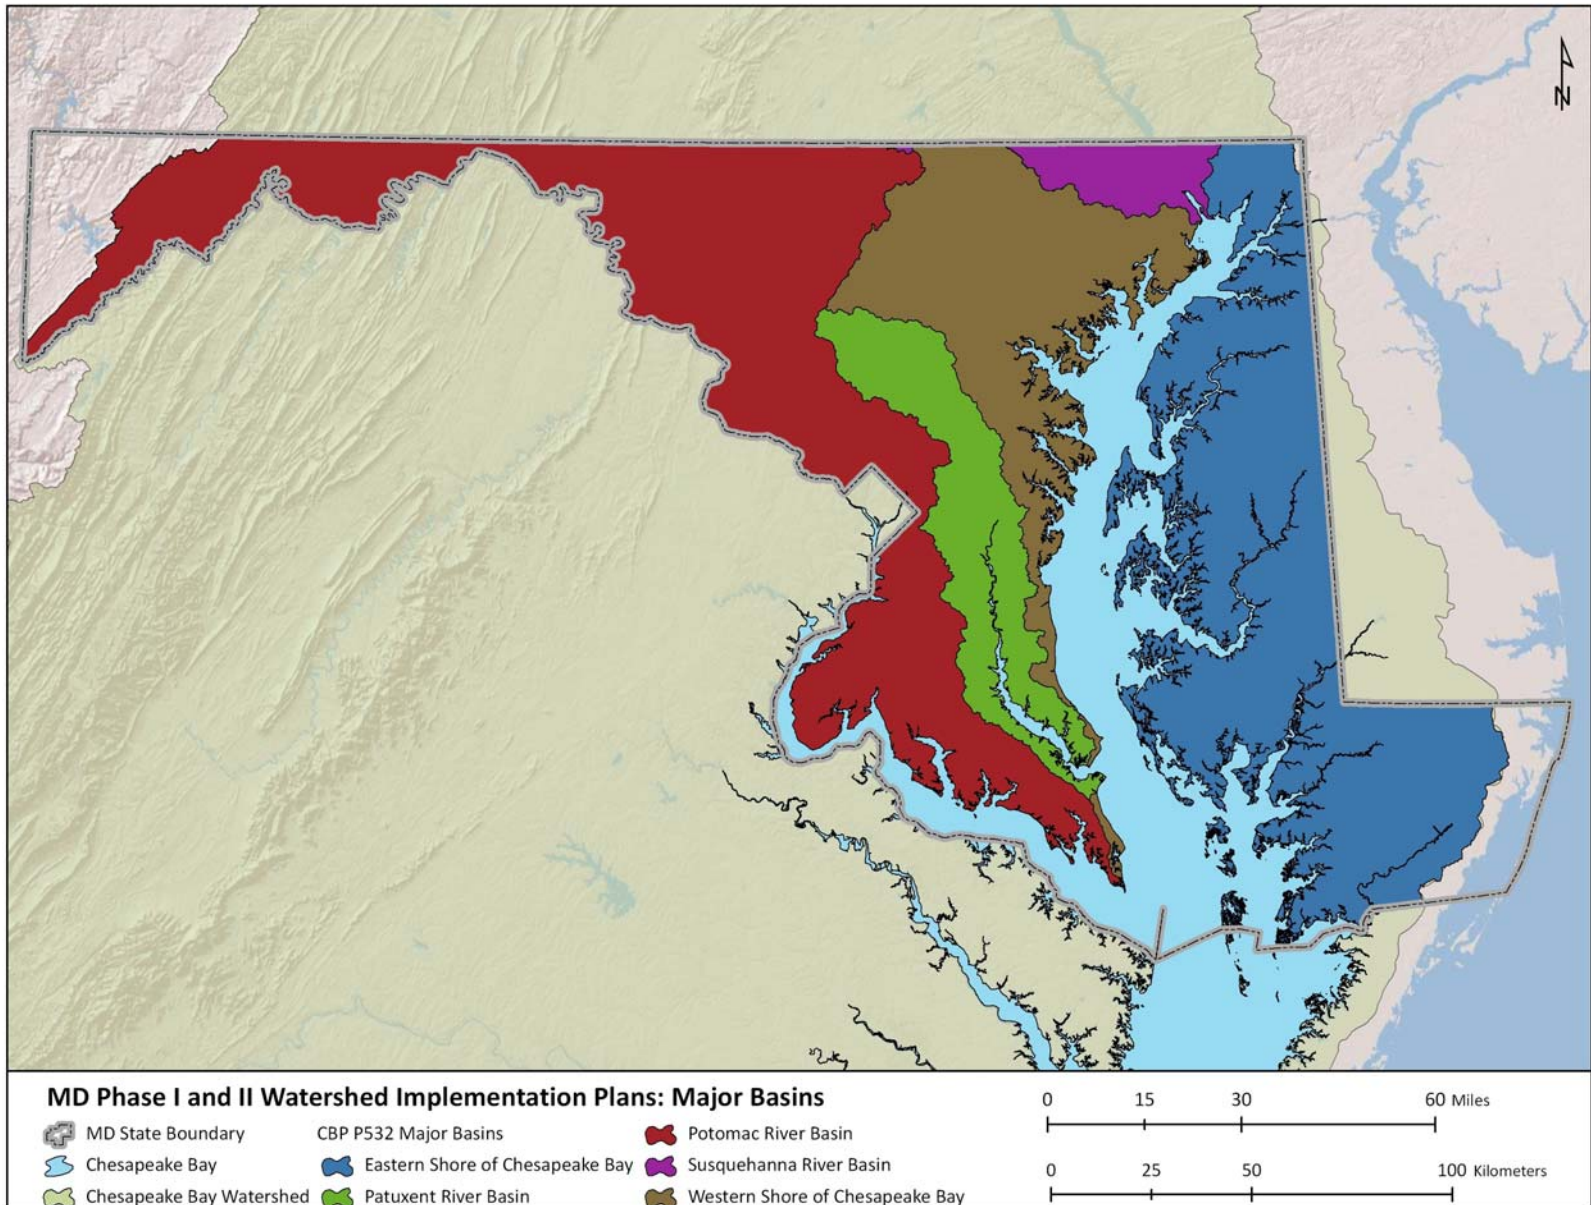 N
MD Phase I and II Watershed Implementation Plans: Major Basins
MD State Boundary
CBP P532 Major Basins
Potomac River Basin
Chesapeake Bay
Eastern Shore of Chesapeake Bay
Susquehanna River Basin
Chesapeake Bay Watershed
Patuxent River Basin
Western Shore of Chesapeake Bay
0 15 30 60 Miles
0 25 50 100 Kilometers